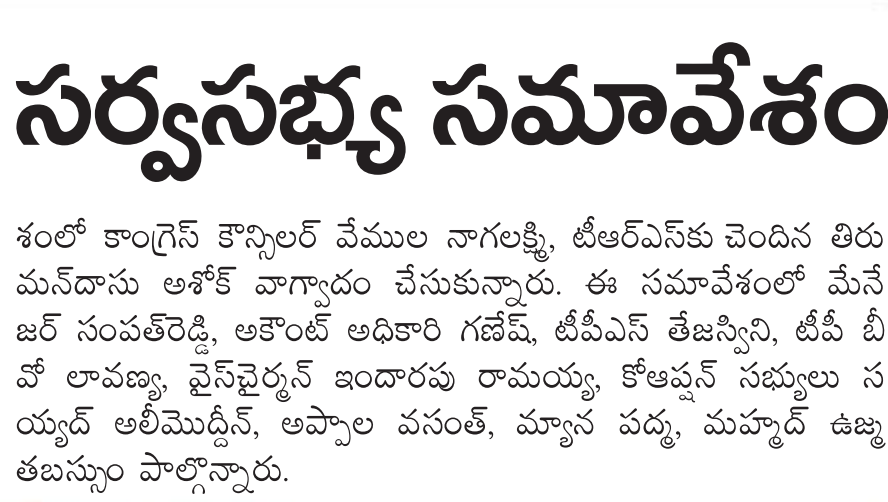 సర్వసభ్య సమావేశం
శంలో కాంగ్రెస్ కౌన్సిలర్ వేముల నాగలక్ష్మి, టీఆర్ఎస్‌కు చెందిన తిరు
మన్‌దాసు అశోక్ వాగ్వాదం చేసుకున్నారు. ఈ సమావేశంలో మేనే
జర్ సంపత్‌రెడ్డి, అకౌంట్ అధికారి గణేష్, టీపీఎస్ తేజస్విని, టీపీ బీ
వో లావణ్య, వైస్‌చైర్మన్ ఇందారపు రామయ్య, కోఆప్షన్ సభ్యులు స
య్యద్ అలీమొద్దీన్, అప్పాల వసంత్, మ్యాన పద్మ, మహ్మద్ ఉజ్మ
తబస్సుం పాల్గొన్నారు.